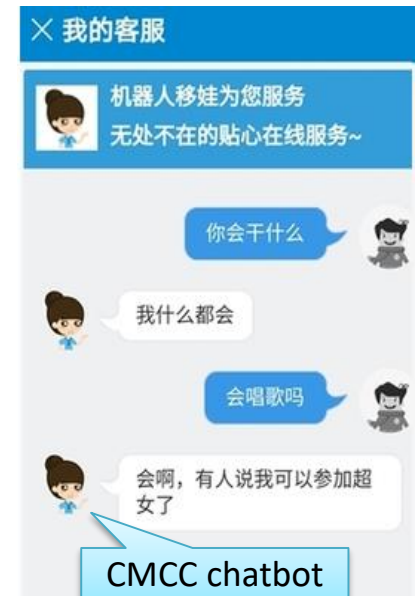 × 我的客服
机器人移娃为您服务
无处不在的贴心在线服务~
你会干什么
我什么都会
会唱歌吗
会啊，有人说我可以参加超
女了
CMCC chatbot